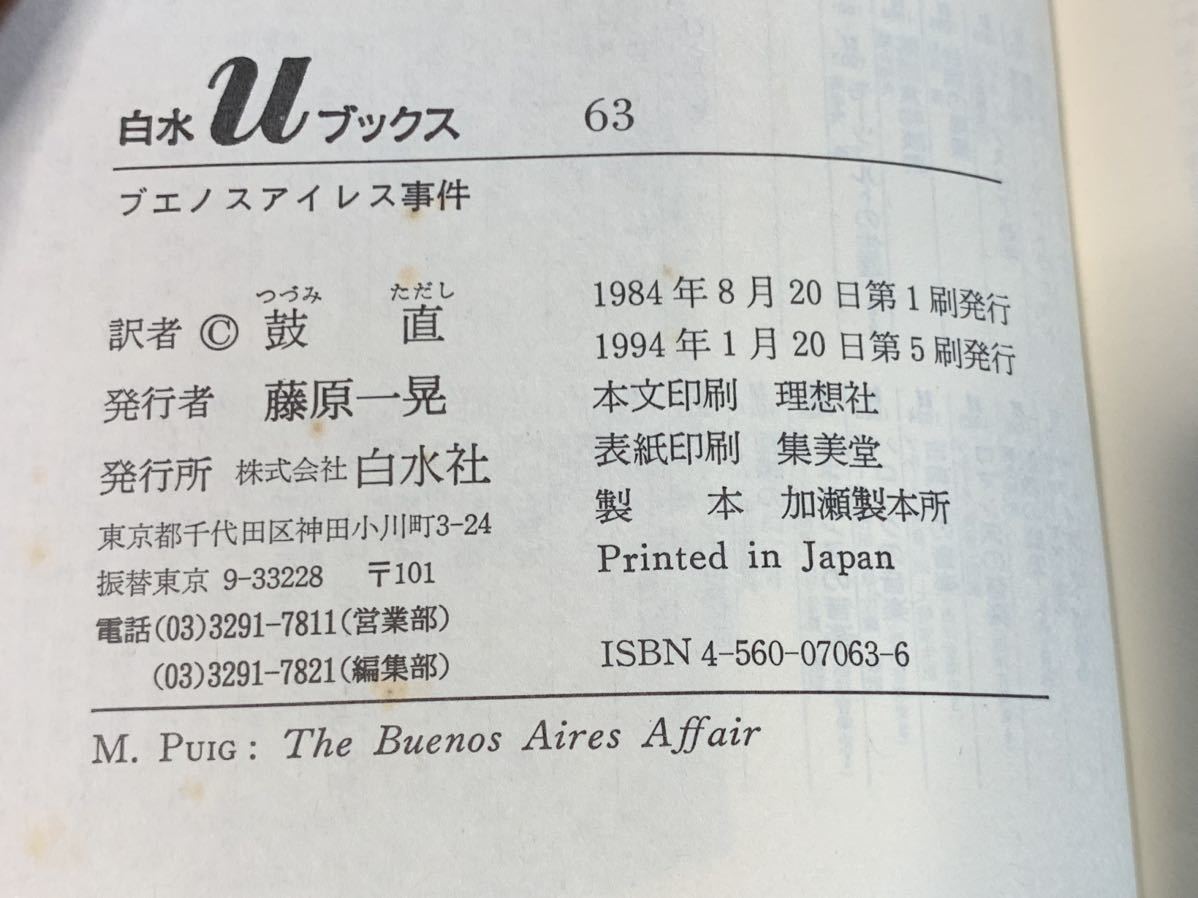 白水uブックス 63
ブエノスアイレス事件
つづみ ただし
訳者 © 鼓 直
発行者 藤原一晃
発行所 株式会社 白水社
東京都千代田区神田小川町3-24
振替東京 9-33228 〒101
電話(03)3291-7811(営業部)
(03)3291-7821(編集部)
1984年8月20日第1刷発行
1994年1月20日第5刷発行
本文印刷 理想社
表紙印刷 集美堂
製 本 加瀬製本所
Printed in Japan
ISBN 4-560-07063-6
M. PUIG : The Buenos Aires Affair